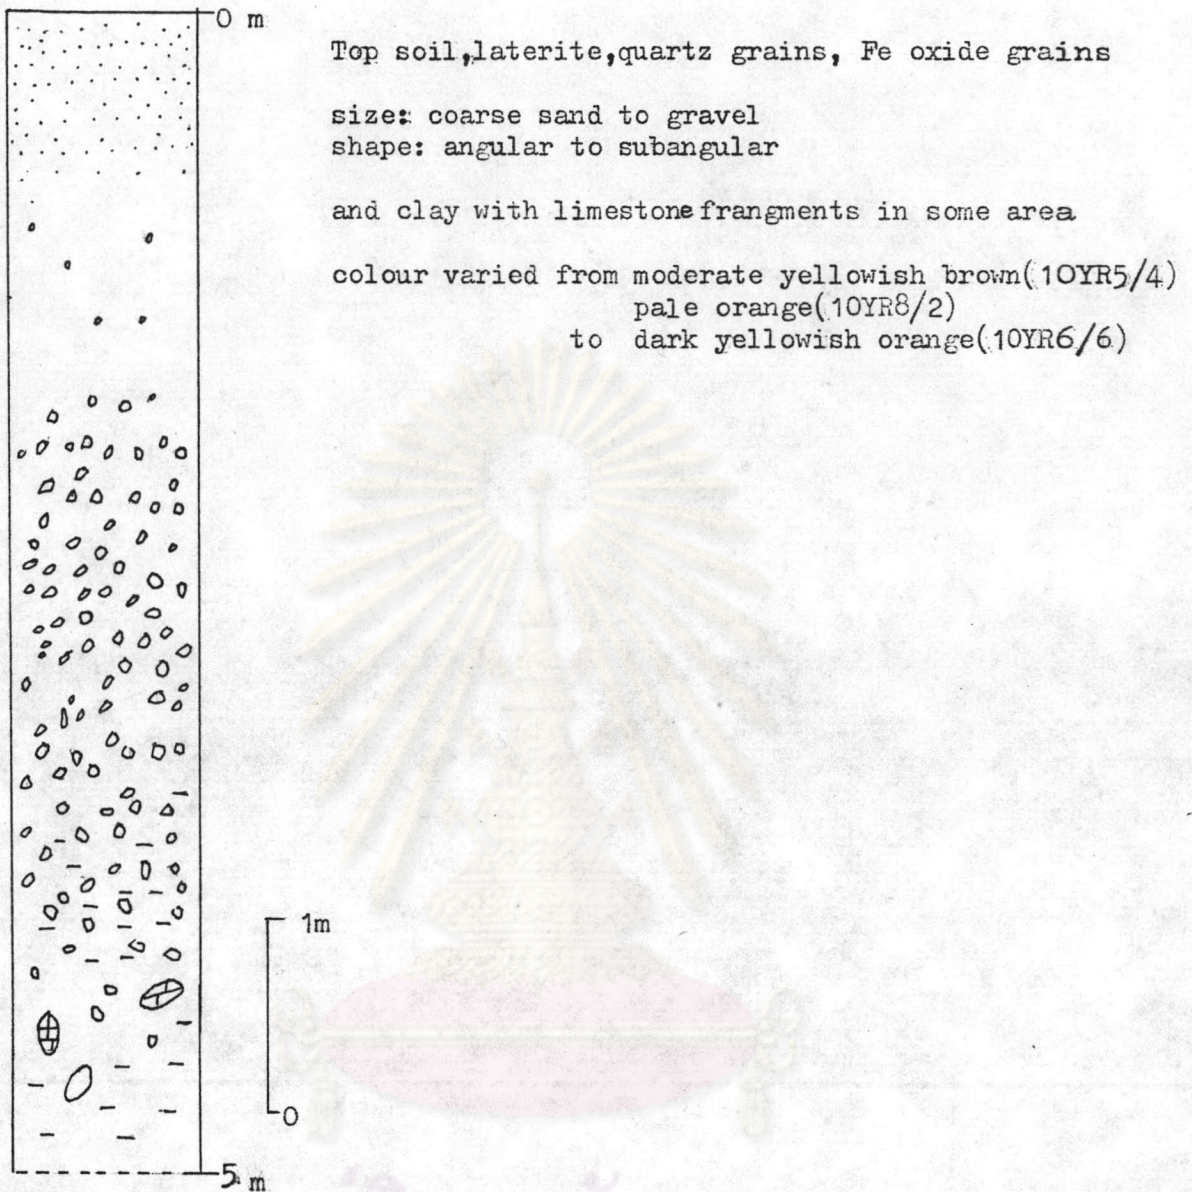 0 m
Top soil,laterite,quartz grains, Fe oxide grains
size: coarse sand to gravel
shape: angular to subangular
and clay with limestone frangments in some area
colour varied from moderate yellowish brown(10YR5/4)
pale orange(10YR8/2)
to dark yellowish orange(10YR6/6)
1m
0
5 m